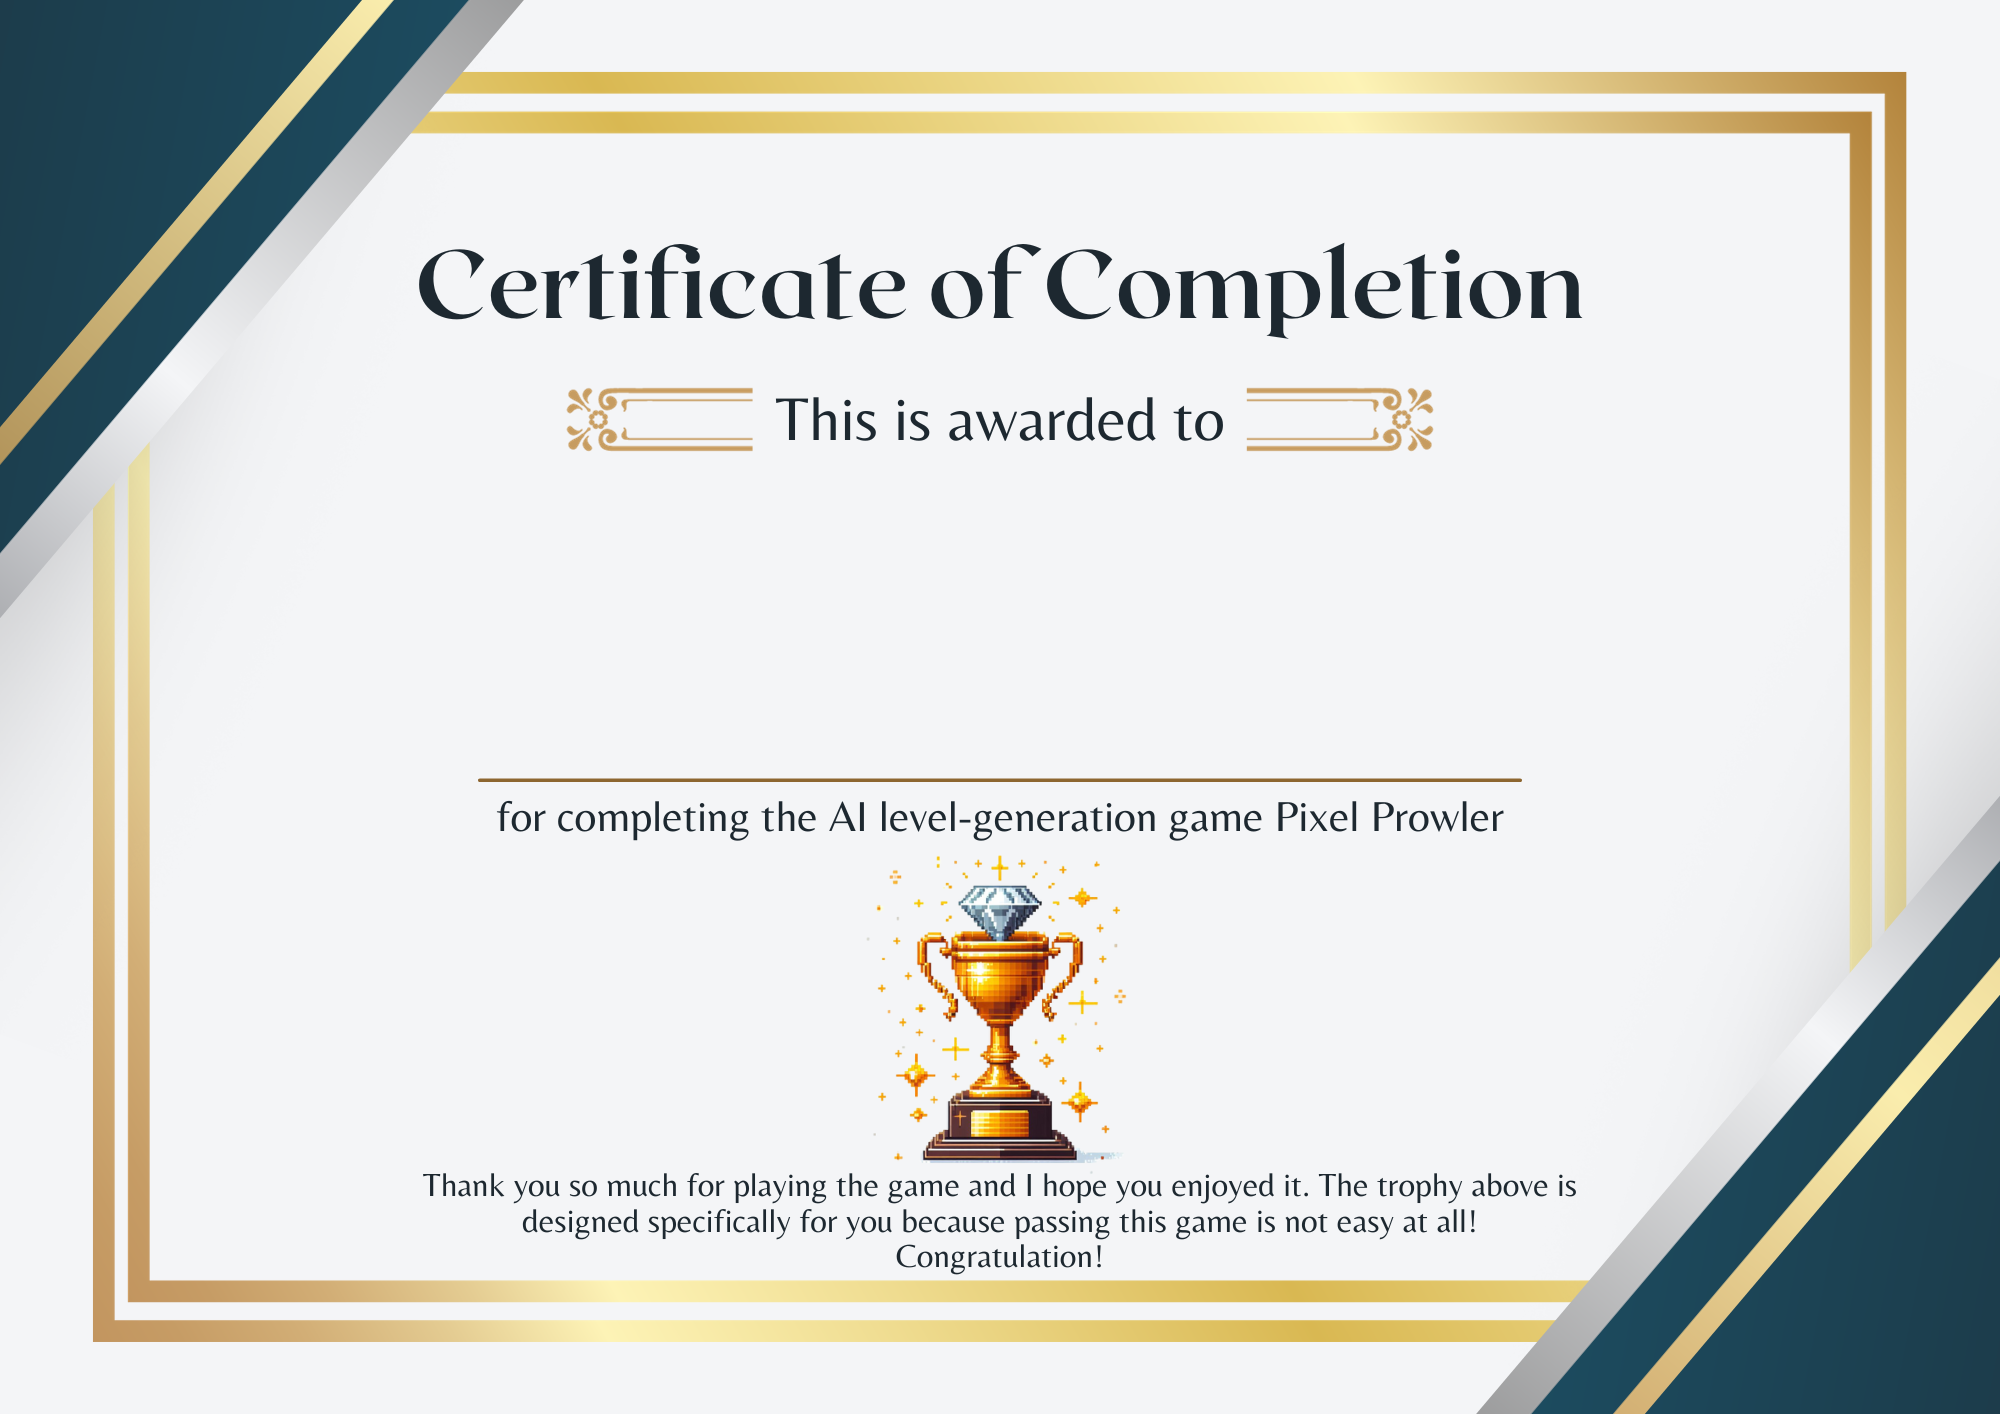 Certificate of Completion
This is awarded to
for completing the AI level-generation game Pixel Prowler
Thank you so much for playing the game and I hope you enjoyed it. The trophy above is
designed specifically for you because passing this game is not easy at all!
Congratulation!